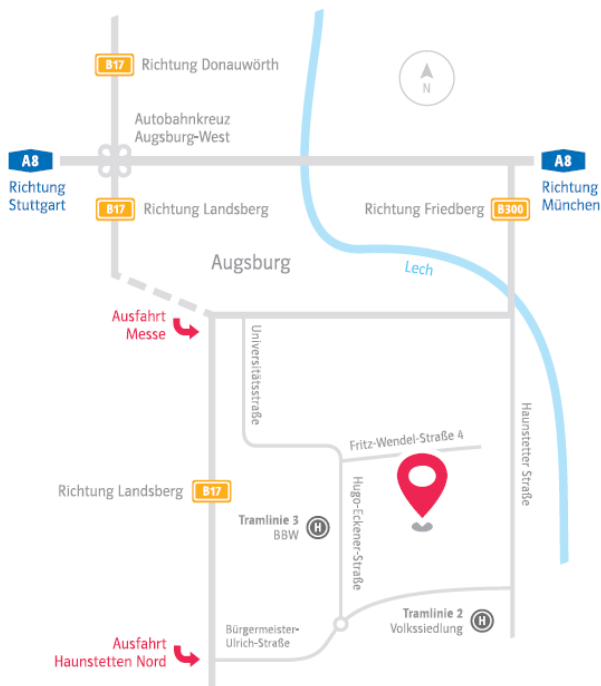 B17 Richtung Donauwörth
N
Autobahnkreuz
Augsburg-West
A8
Richtung
Stuttgart
A8
Richtung
München
B17 Richtung Landsberg
Richtung Friedberg B300
Augsburg
Lech
Ausfahrt
Messe
Universitätsstraße
Haunstetter Straße
Fritz-Wendel-Straße 4
Hugo-Eckener-Straße
Richtung Landsberg B17
Tramlinie 3
BBW
H
Tramlinie 2
Volkssiedlung
H
Bürgermeister-
Ulrich-Straße
Ausfahrt
Haunstetten Nord